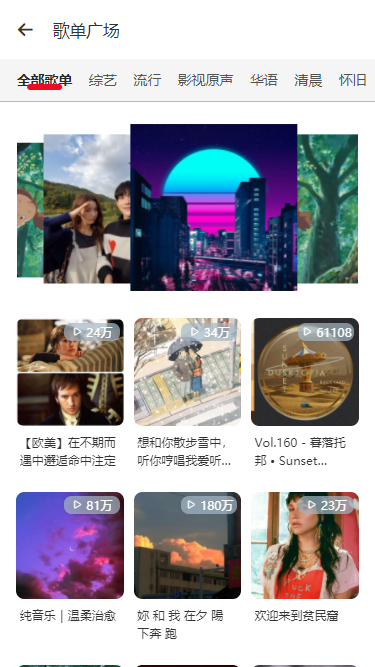 歌单广场
全部歌单 综艺 流行 影视原声 华语 清晨 怀旧
24万
34万
61108
【欧美】在不期而
遇中邂逅命中注定
想和你散步雪中，
听你哼唱我爱听...
Vol.160 - 暮落托
邦 • Sunset...
81万
180万
23万
纯音乐｜温柔治愈
妳 和 我 在夕 陽
下奔 跑
欢迎来到贫民窟